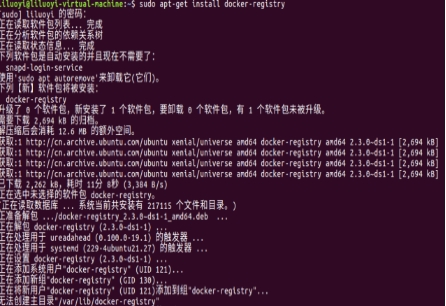 liluoyi@liluoyi-virtual-machine:~$ sudo apt-get install docker-registry
[sudo] liluoyi 的密码：
正在读取软件包列表... 完成
正在分析软件包的依赖关系树
正在读取状态信息... 完成
下列软件包是自动安装的并且现在不需要了：
snapd-login-service
使用'sudo apt autoremove'来卸载它(它们)。
下列【新】软件包将被安装：
docker-registry
升级了 0 个软件包，新安装了 1 个软件包，要卸载 0 个软件包，有 1 个软件包未被升级。
需要下载 2,694 kB 的归档。
解压缩后会消耗 12.6 MB 的额外空间。
获取:1 http://cn.archive.ubuntu.com/ubuntu xenial/universe amd64 docker-registry amd64 2.3.0~ds1-1 [2,694 kB]
获取:1 http://cn.archive.ubuntu.com/ubuntu xenial/universe amd64 docker-registry amd64 2.3.0~ds1-1 [2,694 kB]
获取:1 http://cn.archive.ubuntu.com/ubuntu xenial/universe amd64 docker-registry amd64 2.3.0~ds1-1 [2,694 kB]
获取:1 http://cn.archive.ubuntu.com/ubuntu xenial/universe amd64 docker-registry amd64 2.3.0~ds1-1 [2,694 kB]
已下载 2,262 kB，耗时 11分 8秒 (3,384 B/s)
正在选中未选择的软件包 docker-registry。
(正在读取数据库 ... 系统当前共安装有 217115 个文件和目录。)
正准备解包 .../docker-registry_2.3.0~ds1-1_amd64.deb ...
正在解包 docker-registry (2.3.0~ds1-1) ...
正在处理用于 ureadahead (0.100.0-19.1) 的触发器 ...
正在处理用于 systemd (229-4ubuntu21.27) 的触发器 ...
正在设置 docker-registry (2.3.0~ds1-1) ...
正在添加系统用户"docker-registry" (UID 121)...
正在添加新组"docker-registry" (GID 130)...
正在将新用户"docker-registry" (UID 121)添加到组"docker-registry"...
无法创建主目录"/var/lib/docker-registry"